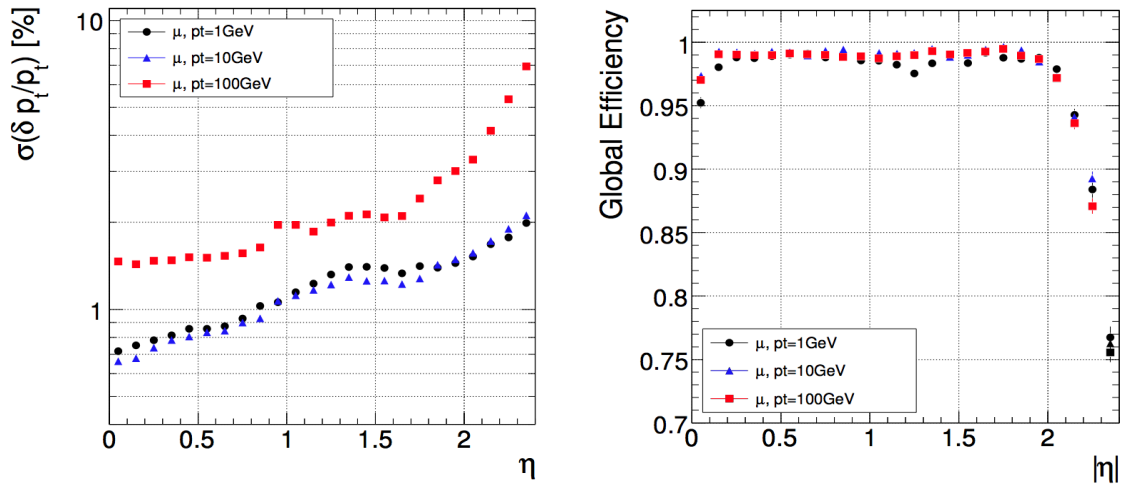 σ(δ p_t/p_t) [%]
10
1
μ, pt=1GeV
μ, pt=10GeV
μ, pt=100GeV
0 0.5 1 1.5 2
η
Global Efficiency
1
0.95
0.9
0.85
0.8
0.75
0.7
μ, pt=1GeV
μ, pt=10GeV
μ, pt=100GeV
0 0.5 1 1.5 2
|η|